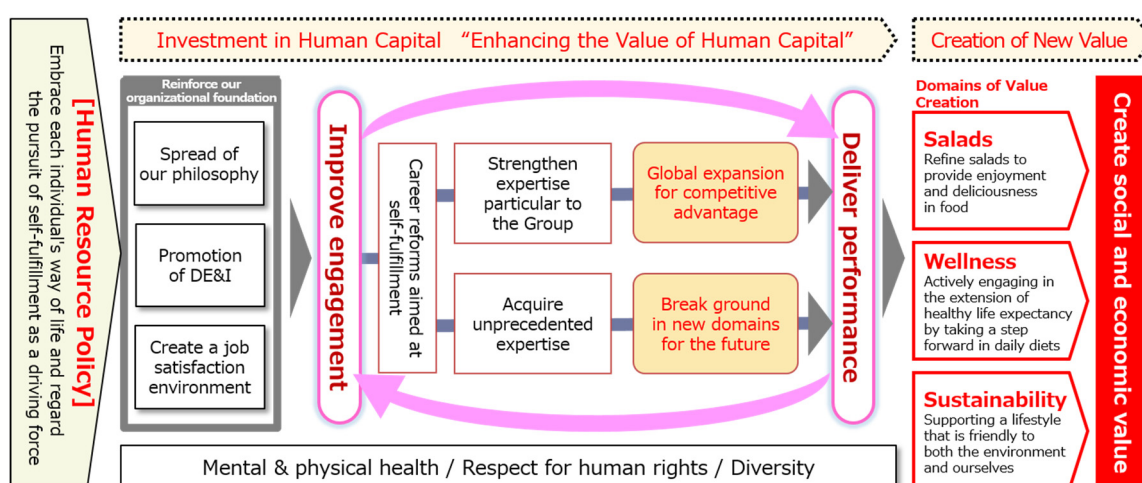 [Human Resource Policy]
Embrace each individual's way of life and regard
the pursuit of self-fulfillment as a driving force
Investment in Human Capital “Enhancing the Value of Human Capital”
Creation of New Value
Reinforce our
organizational foundation
Spread of
our philosophy
Promotion
of DE&I
Create a job
satisfaction
environment
Improve engagement
Career reforms aimed at
self-fulfillment
Strengthen
expertise
particular to
the Group
Global expansion
for competitive
advantage
Acquire
unprecedented
expertise
Break ground
in new domains
for the future
Deliver performance
Domains of Value
Creation
Salads
Refine salads to
provide enjoyment
and deliciousness
in food
Wellness
Actively engaging in
the extension of
healthy life expectancy
by taking a step
forward in daily diets
Sustainability
Supporting a lifestyle
that is friendly to
both the environment
and ourselves
Create social and economic value
Mental & physical health / Respect for human rights / Diversity